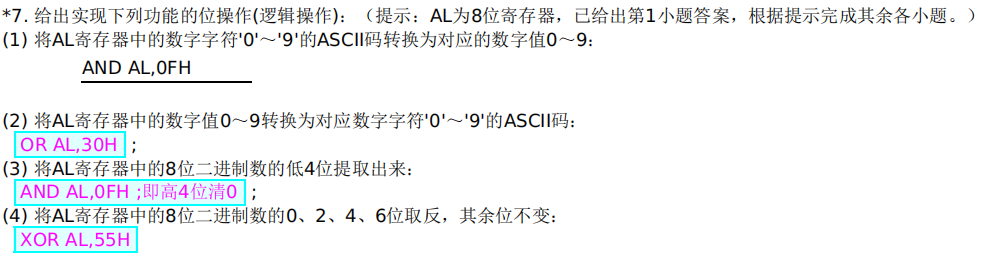 *7. 给出实现下列功能的位操作(逻辑操作)：（提示：AL为8位寄存器，已给出第1小题答案，根据提示完成其余各小题。）
(1) 将AL寄存器中的数字字符'0'～'9'的ASCII码转换为对应的数字值0～9：
AND AL,0FH
(2) 将AL寄存器中的数字值0～9转换为对应数字字符'0'～'9'的ASCII码：
OR AL,30H ;
(3) 将AL寄存器中的8位二进制数的低4位提取出来：
AND AL,0FH ;即高4位清0 ;
(4) 将AL寄存器中的8位二进制数的0、2、4、6位取反，其余位不变：
XOR AL,55H